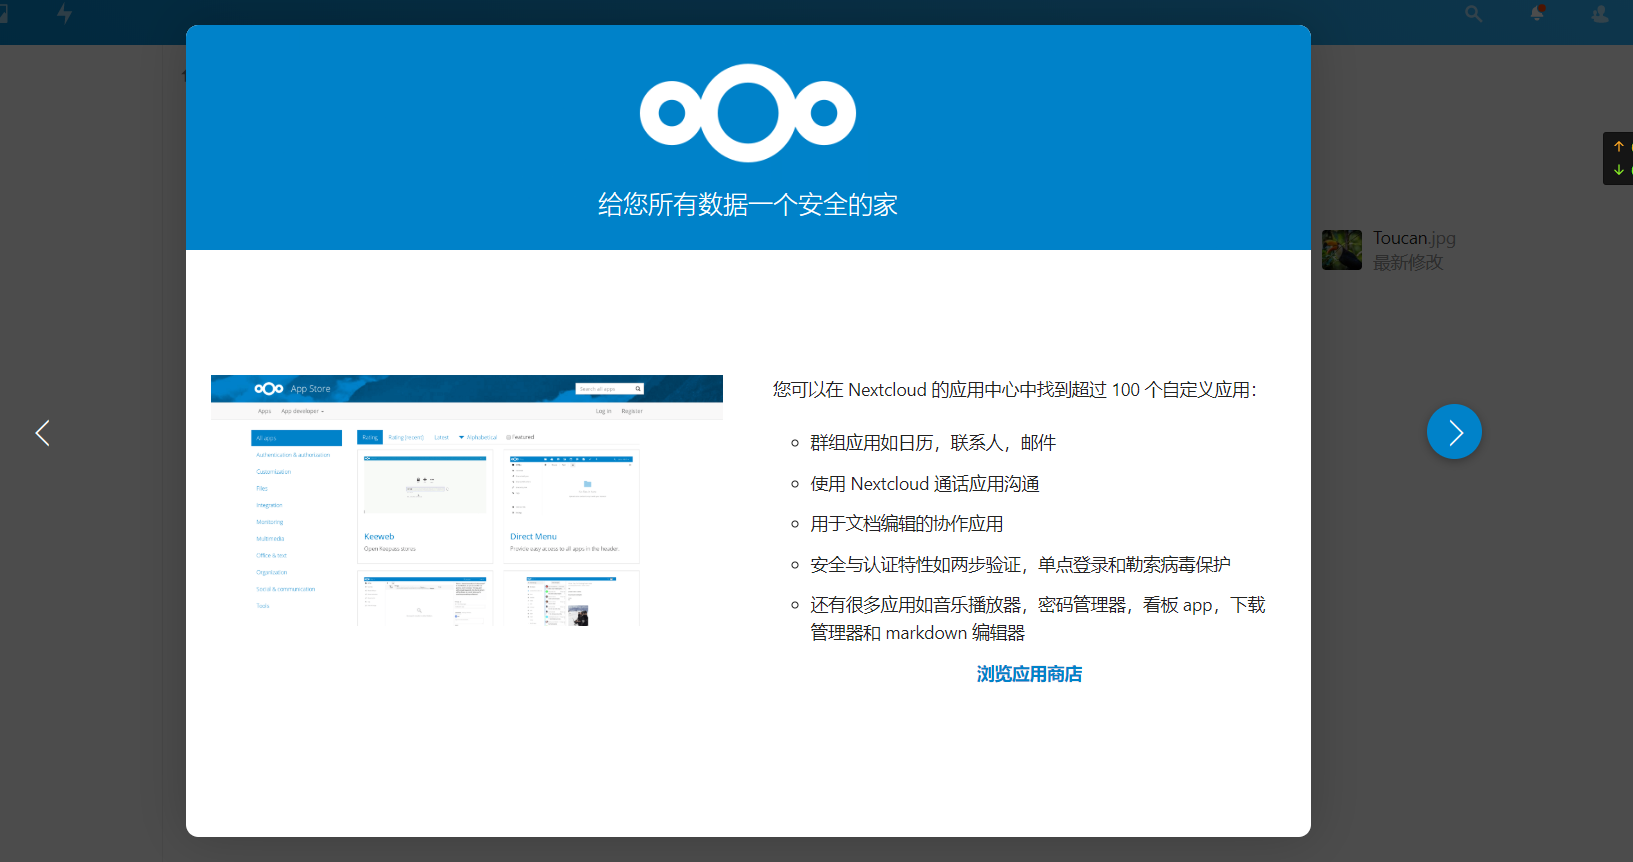 给您所有数据一个安全的家
Toucan.jpg
最新修改
App Store
Search all apps
Apps
App developer
Log in
Register
All apps
Authentication & authorization
Customization
Files
Integration
Monitoring
Multimedia
Office & text
Organization
Social & communication
Tools
Rating
Rating (recent)
Latest
Alphabetical
Featured
Keeweb
Open Keepass stores
Direct Menu
Provide easy access to all apps in the header.
您可以在 Nextcloud 的应用中心中找到超过 100 个自定义应用：
群组应用如日历，联系人，邮件
使用 Nextcloud 通话应用沟通
用于文档编辑的协作应用
安全与认证特性如两步验证，单点登录和勒索病毒保护
还有很多应用如音乐播放器，密码管理器，看板 app，下载
管理器和 markdown 编辑器
浏览应用商店